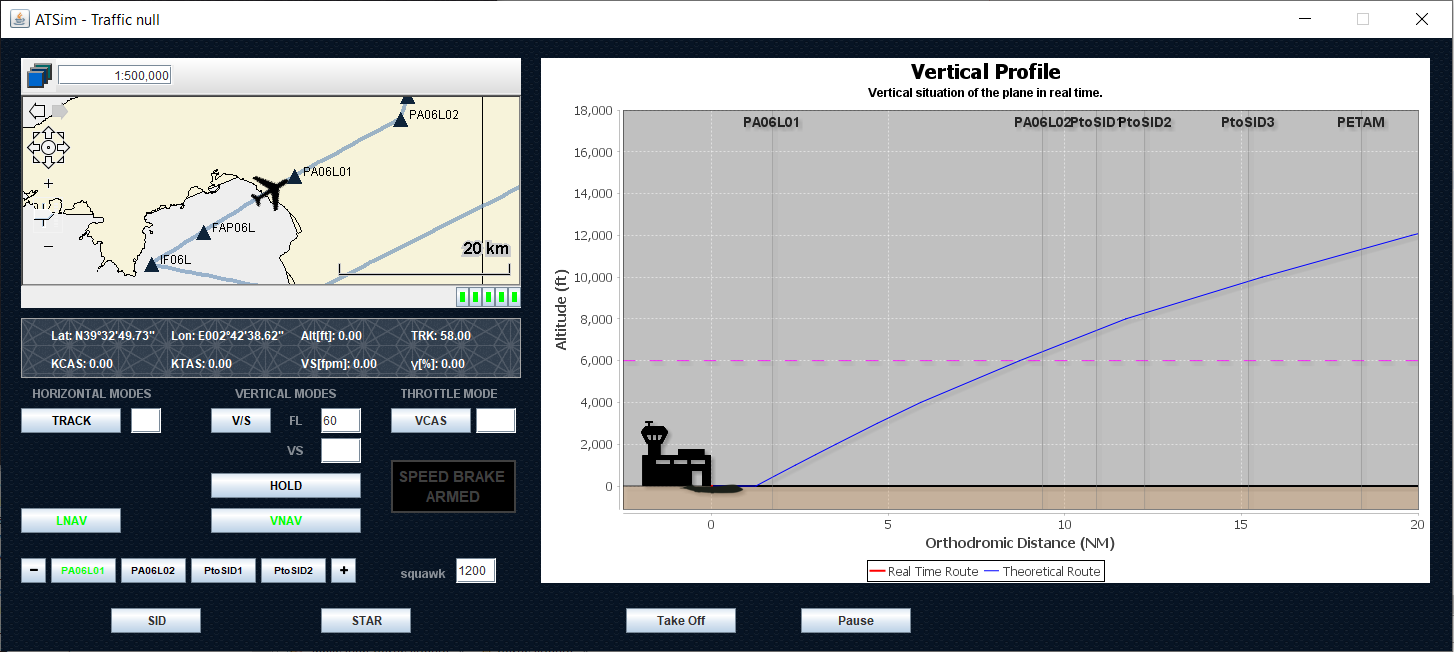 ATSim - Traffic null
1:500,000
PA06L02
PA06L01
FAP06L
IF06L
20 km
Lat: N39°32'49.73" Lon: E002°42'38.62" Alt[ft]: 0.00 TRK: 58.00
KCAS: 0.00 KTAS: 0.00 VS[fpm]: 0.00 γ[%]: 0.00
HORIZONTAL MODES VERTICAL MODES THROTTLE MODE
TRACK V/S FL 60 VCAS
VS
HOLD
SPEED BRAKE
ARMED
LNAV VNAV
− PA06L01 PA06L02 PtoSID1 PtoSID2 + squawk 1200
SID STAR Take Off Pause
Vertical Profile
Vertical situation of the plane in real time.
PA06L01 PA06L02 PtoSID1 PtoSID2 PtoSID3 PETAM
18,000
16,000
14,000
12,000
10,000
8,000
6,000
4,000
2,000
0
Altitude (ft)
0 5 10 15 20
Orthodromic Distance (NM)
Real Time Route Theoretical Route